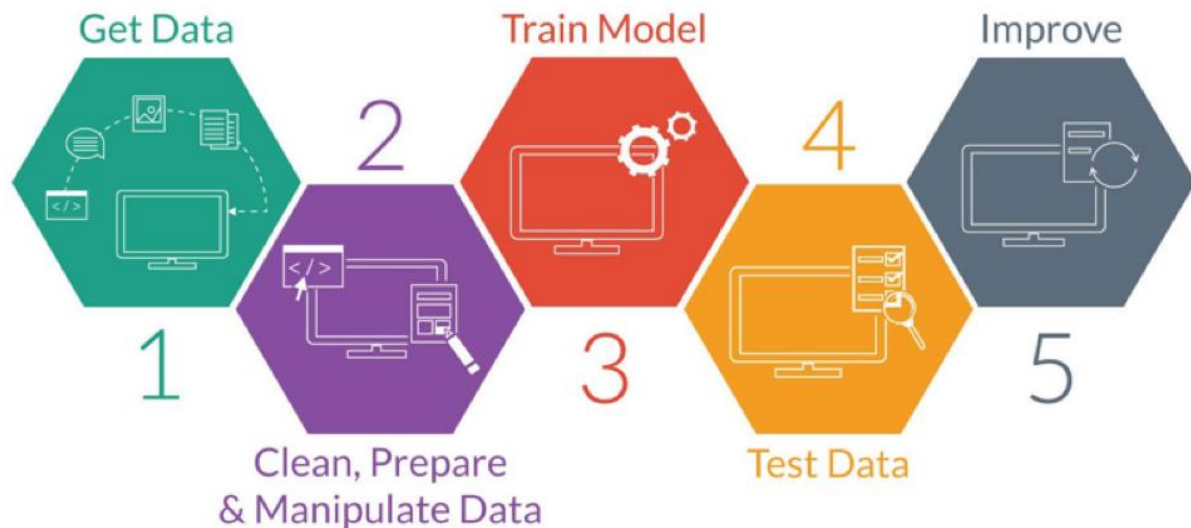 Get Data
1
2
Clean, Prepare
& Manipulate Data
Train Model
3
4
Test Data
Improve
5
</>
</>